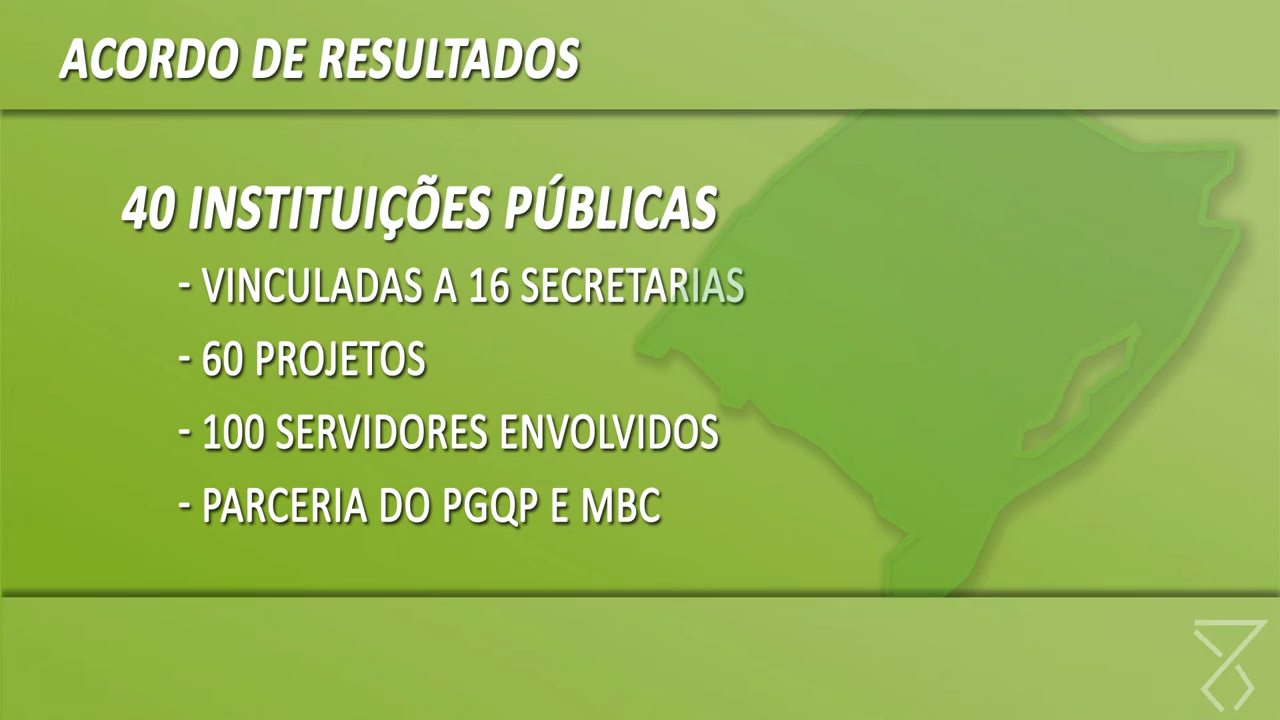 ACORDO DE RESULTADOS
40 INSTITUIÇÕES PÚBLICAS
- VINCULADAS A 16 SECRETARIAS
- 60 PROJETOS
- 100 SERVIDORES ENVOLVIDOS
- PARCERIA DO PGQP E MBC